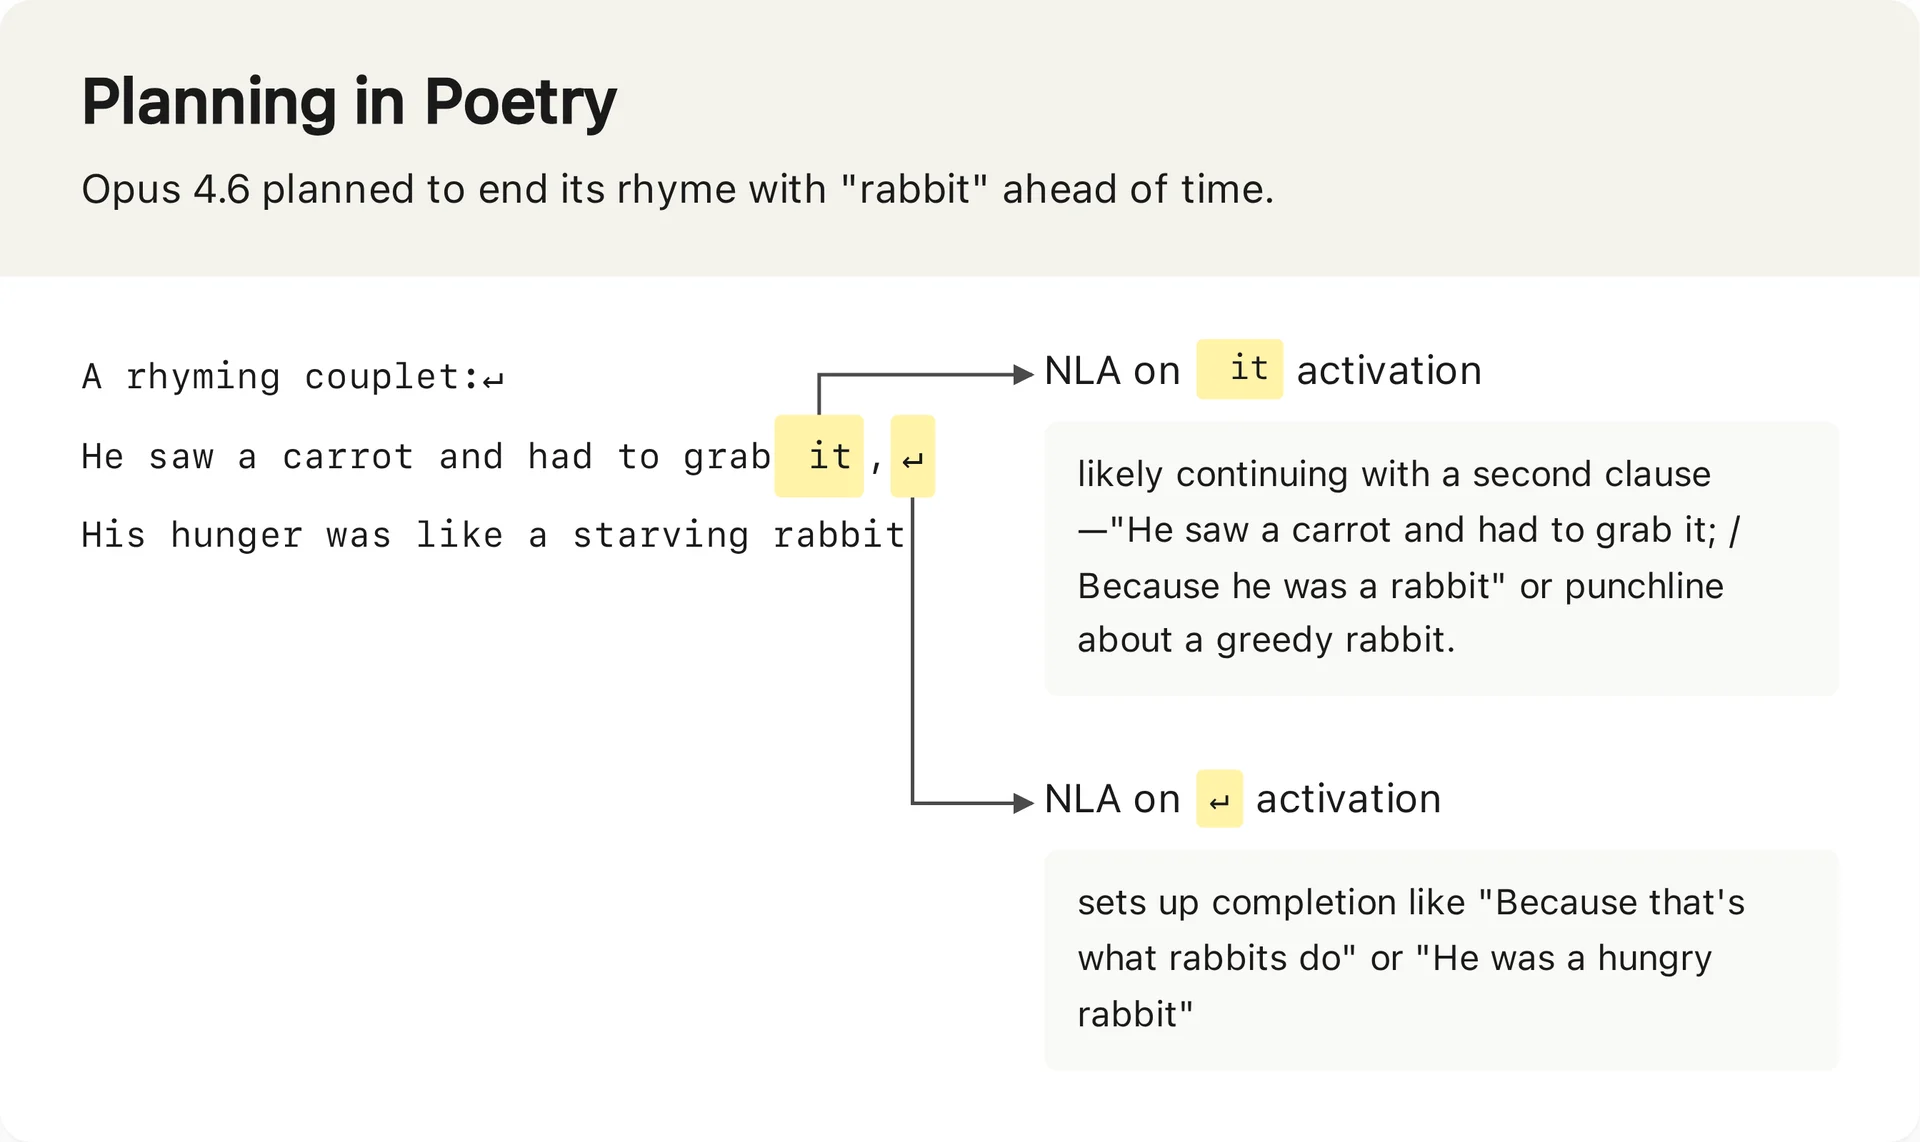 Planning in Poetry
Opus 4.6 planned to end its rhyme with "rabbit" ahead of time.
A rhyming couplet:↵
He saw a carrot and had to grab it,↵
His hunger was like a starving rabbit
NLA on it activation
likely continuing with a second clause
—"He saw a carrot and had to grab it; /
Because he was a rabbit" or punchline
about a greedy rabbit.
NLA on ↵ activation
sets up completion like "Because that's
what rabbits do" or "He was a hungry
rabbit"